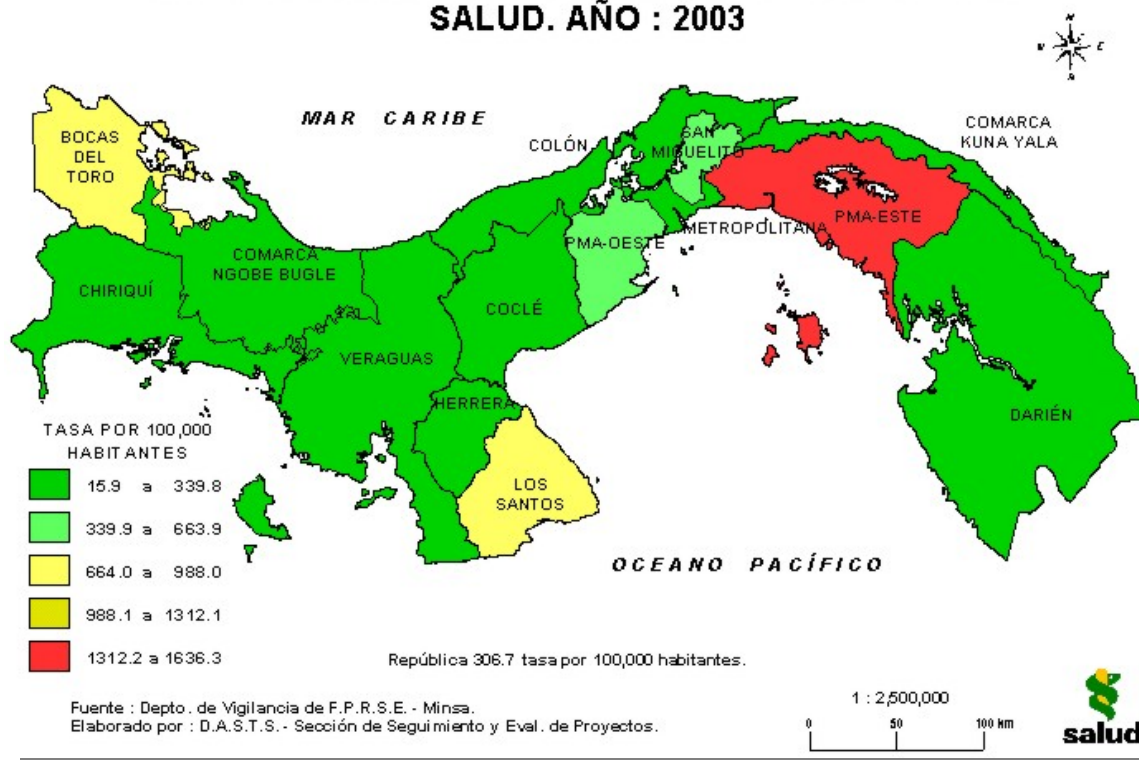 SALUD. AÑO : 2003
N
E
MAR CARIBE
BOCAS
DEL
TORO
COLÓN
SAN
MIGUELITO
COMARCA
KUNA YALA
PMA-ESTE
METROPOLITANA
PMA-OESTE
COMARCA
NGOBE BUGLE
CHIRIQUÍ
COCLÉ
VERAGUAS
HERRERA
DARIÉN
LOS
SANTOS
OCEANO PACÍFICO
TASA POR 100,000
HABITANTES
15.9 a 339.8
339.9 a 663.9
664.0 a 988.0
988.1 a 1312.1
1312.2 a 1636.3
República 306.7 tasa por 100,000 habitantes.
Fuente : Depto. de Vigilancia de F.P.R.S.E. - Minsa.
Elaborado por : D.A.S.T.S. - Sección de Seguimiento y Eval. de Proyectos.
1 : 2,500,000
0 50 100 KM
salud